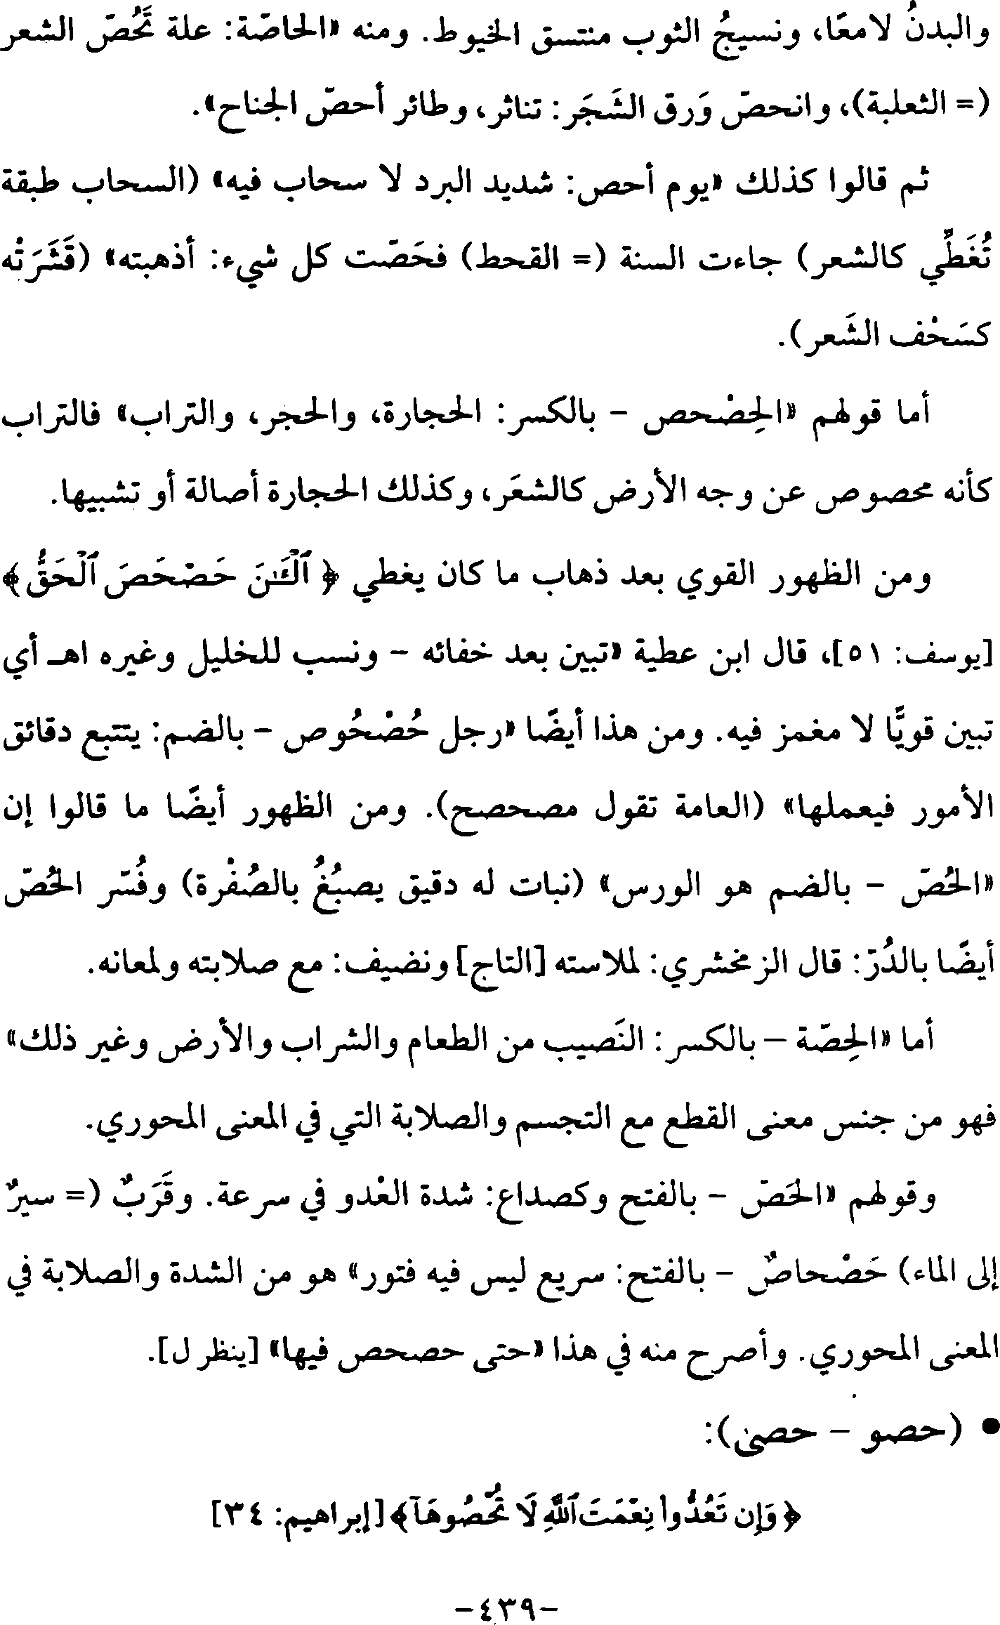 والبدنُ لامعًا، ونسيجُ الثوب منتسق الخيوط. ومنه «الحاصّة: علة تَحُصّ الشعر
(= الثعلبة)، وانحصّ وَرق الشَجَر: تناثر، وطائر أحصّ الجناح».
ثم قالوا كذلك «يوم أحص: شديد البرد لا سحاب فيه» (السحاب طبقة
تُغَطِّي كالشعر) جاءت السنة (= القحط) فحَصّت كل شيء: أذهبته» (قَشَرَتْه
كسَحْف الشَعر).
أما قولهم «الحِصْحص - بالكسر: الحجارة، والحجر، والتراب» فالتراب
كأنه محصوص عن وجه الأرض كالشعَر، وكذلك الحجارة أصالة أو تشبيها.
ومن الظهور القوي بعد ذهاب ما كان يغطي ﴿ ٱلْـَٰٔنَ حَصْحَصَ ٱلْحَقُّ ﴾
[يوسف: ٥١]، قال ابن عطية «تبين بعد خفائه - ونسب للخليل وغيره اهـ أي
تبين قويًّا لا مغمز فيه. ومن هذا أيضًا «رجل حُصْحُوص - بالضم: يتتبع دقائق
الأمور فيعملها» (العامة تقول مصحصح). ومن الظهور أيضًا ما قالوا إن
«الحُصّ - بالضم هو الورس» (نبات له دقيق يصبُغُ بالصُفْرة) وفُسّر الحُصّ
أيضًا بالدُرّ: قال الزمخشري: لملاسته [التاج] ونضيف: مع صلابته ولمعانه.
أما «الحِصّة – بالكسر: النَصيب من الطعام والشراب والأرض وغير ذلك»
فهو من جنس معنى القطع مع التجسم والصلابة التي في المعنى المحوري.
وقولهم «الحَصّ - بالفتح وكصداع: شدة العْدو في سرعة. وقَرَبٌ (= سيرٌ
إلى الماء) حَصْحاصٌ - بالفتح: سريع ليس فيه فتور» هو من الشدة والصلابة في
المعنى المحوري. وأصرح منه في هذا «حتى حصحص فيها» [ينظر ل].
• (حصو - حصى):
﴿ وَإِن تَعُدُّوا۟ نِعْمَتَ ٱللَّهِ لَا تُحْصُوهَآ﴾ [إبراهيم: ٣٤]
-٤٣٩-